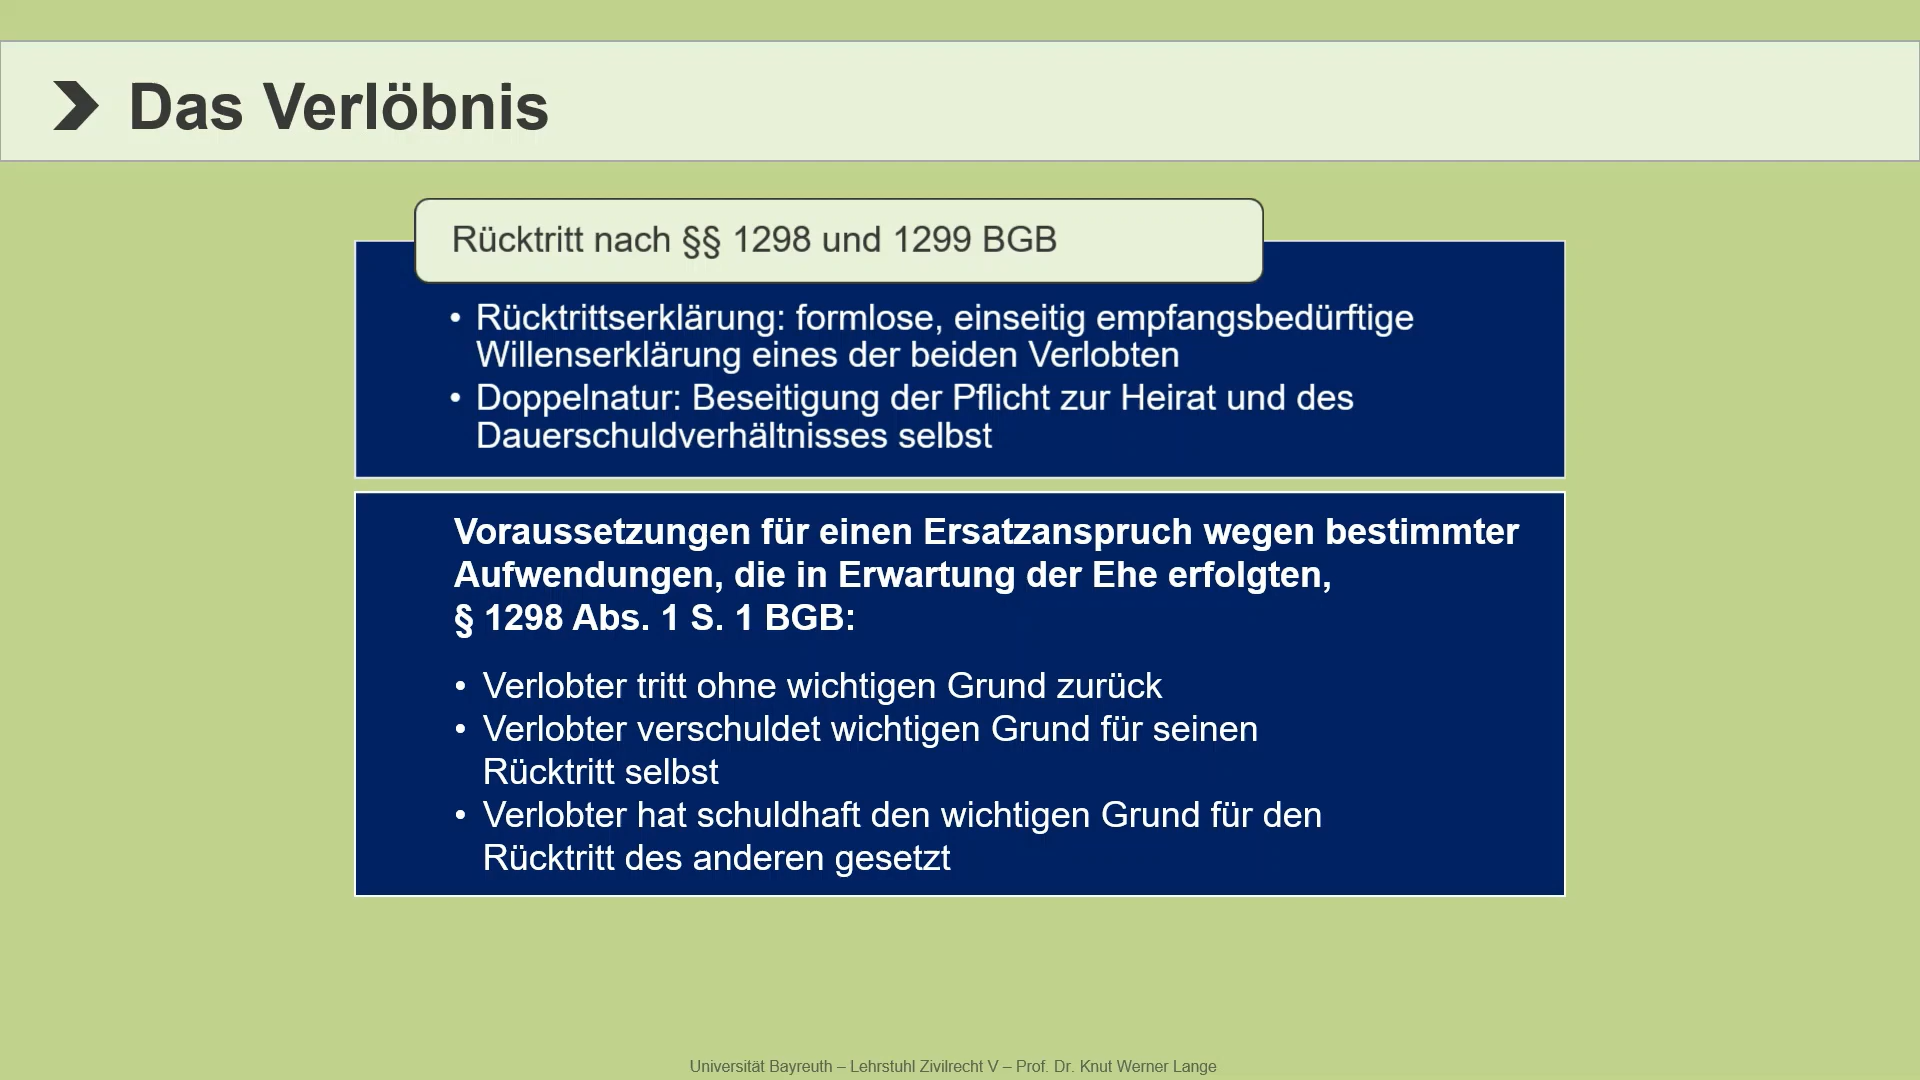 Das Verlöbnis
Rücktritt nach §§ 1298 und 1299 BGB
• Rücktrittserklärung: formlose, einseitig empfangsbedürftige
Willenserklärung eines der beiden Verlobten
• Doppelnatur: Beseitigung der Pflicht zur Heirat und des
Dauerschuldverhältnisses selbst
Voraussetzungen für einen Ersatzanspruch wegen bestimmter
Aufwendungen, die in Erwartung der Ehe erfolgten,
§ 1298 Abs. 1 S. 1 BGB:
• Verlobter tritt ohne wichtigen Grund zurück
• Verlobter verschuldet wichtigen Grund für seinen
Rücktritt selbst
• Verlobter hat schuldhaft den wichtigen Grund für den
Rücktritt des anderen gesetzt
Universität Bayreuth – Lehrstuhl Zivilrecht V – Prof. Dr. Knut Werner Lange